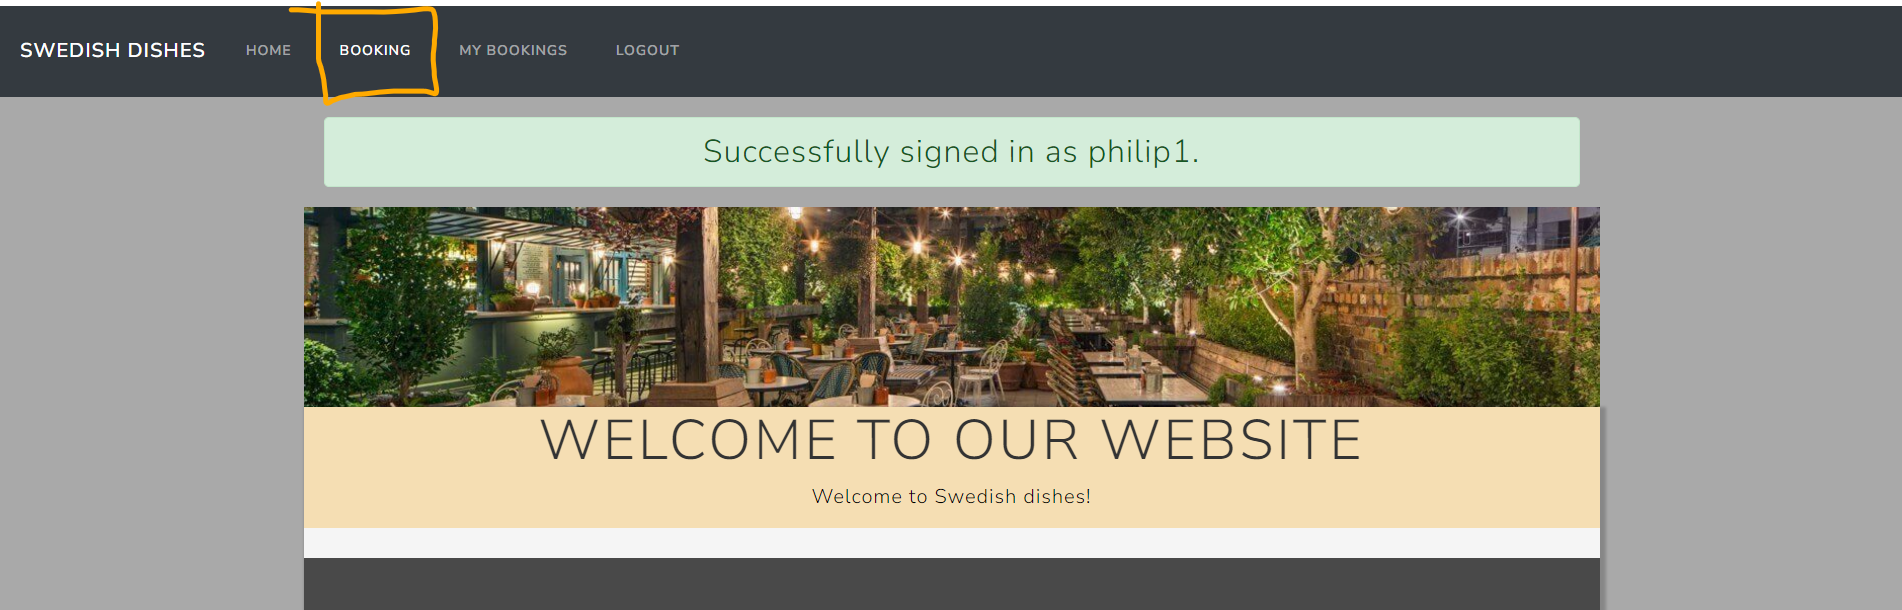 SWEDISH DISHES HOME BOOKING MY BOOKINGS LOGOUT
Successfully signed in as philip1.
WELCOME TO OUR WEBSITE
Welcome to Swedish dishes!